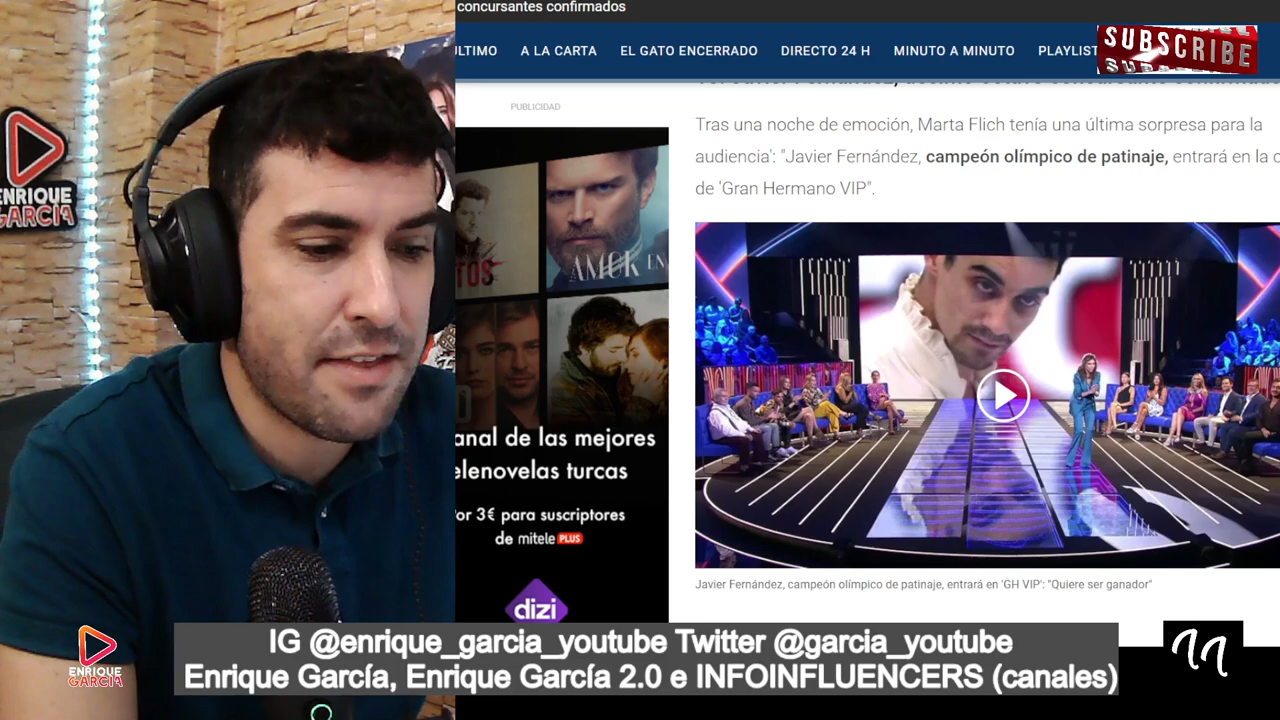 concursantes confirmados
ÚLTIMO A LA CARTA EL GATO ENCERRADO DIRECTO 24 H MINUTO A MINUTO PLAYLIST
SUBSCRIBE
PUBLICIDAD
Tras una noche de emoción, Marta Flich tenía una última sorpresa para la
audiencia': "Javier Fernández, campeón olímpico de patinaje, entrará en la
de 'Gran Hermano VIP".
ENRIQUE
GARCIA
AMOR EN
anal de las mejores
elenovelas turcas
or 3€ para suscriptores
de mitele PLUS
dizi
Javier Fernández, campeón olímpico de patinaje, entrará en 'GH VIP': "Quiere ser ganador"
IG @enrique_garcia_youtube Twitter @garcia_youtube
Enrique García, Enrique García 2.0 e INFOINFLUENCERS (canales)
ENRIQUE
GARCIA